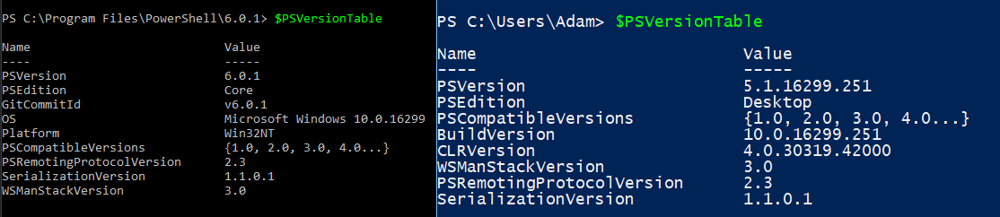 PS C:\Program Files\PowerShell\6.0.1> $PSVersionTable
Name Value
---- -----
PSVersion 6.0.1
PSEdition Core
GitCommitId v6.0.1
OS Microsoft Windows 10.0.16299
Platform Win32NT
PSCompatibleVersions {1.0, 2.0, 3.0, 4.0...}
PSRemotingProtocolVersion 2.3
SerializationVersion 1.1.0.1
WSManStackVersion 3.0
PS C:\Users\Adam> $PSVersionTable
Name Value
---- -----
PSVersion 5.1.16299.251
PSEdition Desktop
PSCompatibleVersions {1.0, 2.0, 3.0, 4.0...}
BuildVersion 10.0.16299.251
CLRVersion 4.0.30319.42000
WSManStackVersion 3.0
PSRemotingProtocolVersion 2.3
SerializationVersion 1.1.0.1